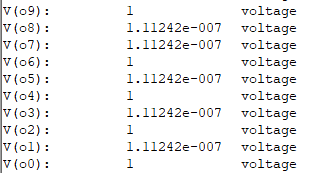 V(o9): 1 voltage
V(o8): 1.11242e-007 voltage
V(o7): 1.11242e-007 voltage
V(o6): 1 voltage
V(o5): 1.11242e-007 voltage
V(o4): 1 voltage
V(o3): 1.11242e-007 voltage
V(o2): 1 voltage
V(o1): 1.11242e-007 voltage
V(o0): 1 voltage